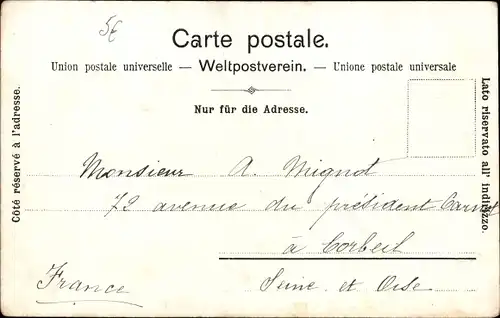 5€
Carte postale.
Union postale universelle — Weltpostverein. — Unione postale universale
Nur für die Adresse.
Côté réservé à l'adresse.
Lato riservato all' indirizzo.
Monsieur A. Mignot
72 avenue du président Carnot
à Corbeil
France
Seine et Oise